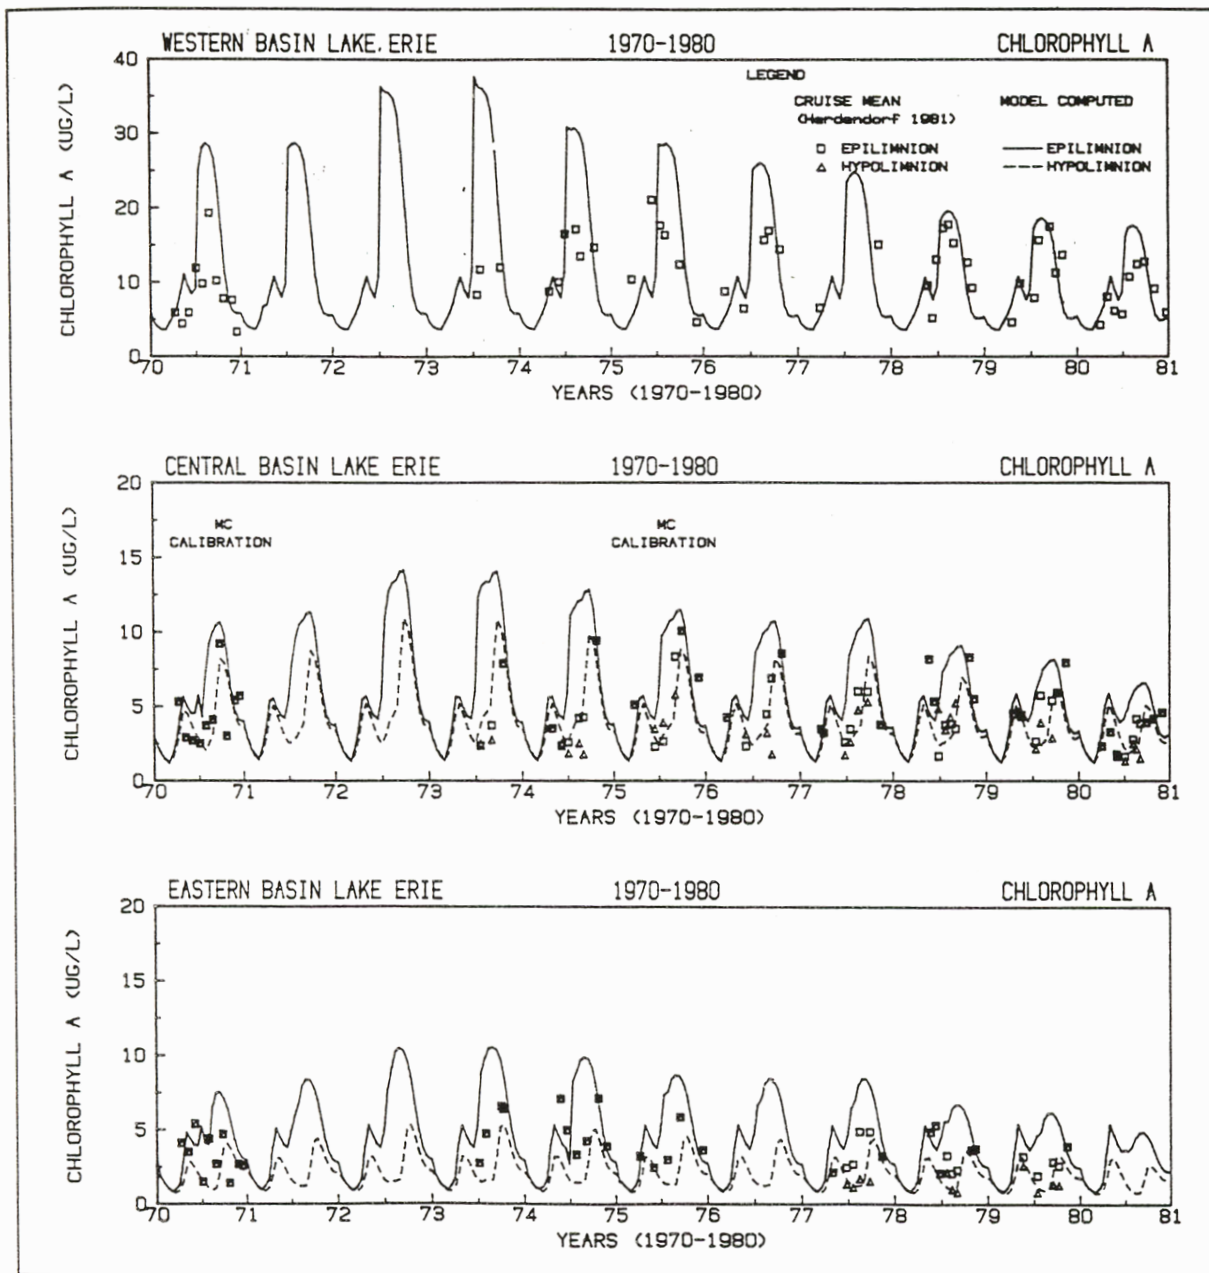 WESTERN BASIN LAKE. ERIE 1970-1980 CHLOROPHYLL A
LEGEND
CRUISE MEAN MODEL COMPUTED
(Herdendorf 1981)
EPILIMNION EPILIMNION
HYPOLIMNION HYPOLIMNION
CHLOROPHYLL A (UG/L)
40
30
20
10
0
70 71 72 73 74 75 76 77 78 79 80 81
YEARS (1970-1980)
CENTRAL BASIN LAKE ERIE 1970-1980 CHLOROPHYLL A
MC MC
CALIBRATION CALIBRATION
CHLOROPHYLL A (UG/L)
20
15
10
5
0
70 71 72 73 74 75 76 77 78 79 80 81
YEARS (1970-1980)
EASTERN BASIN LAKE ERIE 1970-1980 CHLOROPHYLL A
CHLOROPHYLL A (UG/L)
20
15
10
5
0
70 71 72 73 74 75 76 77 78 79 80 81
YEARS (1970-1980)